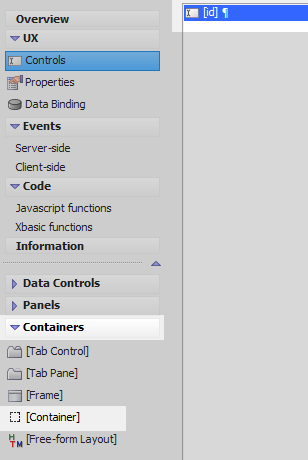 Overview
UX
Controls
Properties
Data Binding
Events
Server-side
Client-side
Code
Javascript functions
Xbasic functions
Information
Data Controls
Panels
Containers
[Tab Control]
[Tab Pane]
[Frame]
[Container]
HTM [Free-form Layout]
[id] ¶